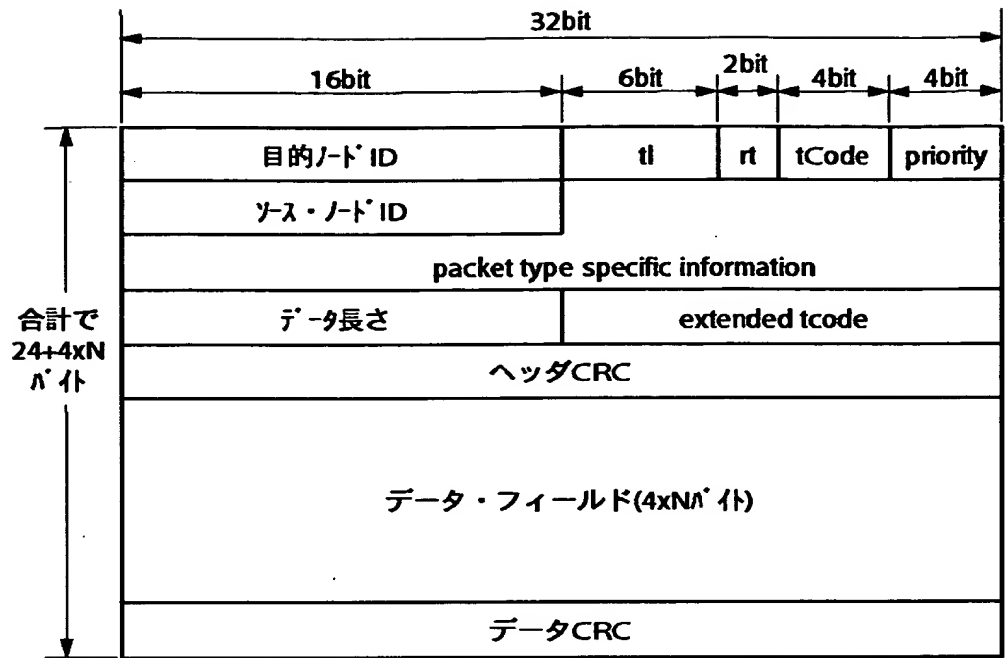 32bit
16bit 6bit 2bit 4bit 4bit
目的ノードID tl rt tCode priority
ソース・ノードID
packet type specific information
データ長さ extended tcode
ヘッダCRC
合計で
24+4xN
バイト
データ・フィールド(4xNバイト)
データCRC